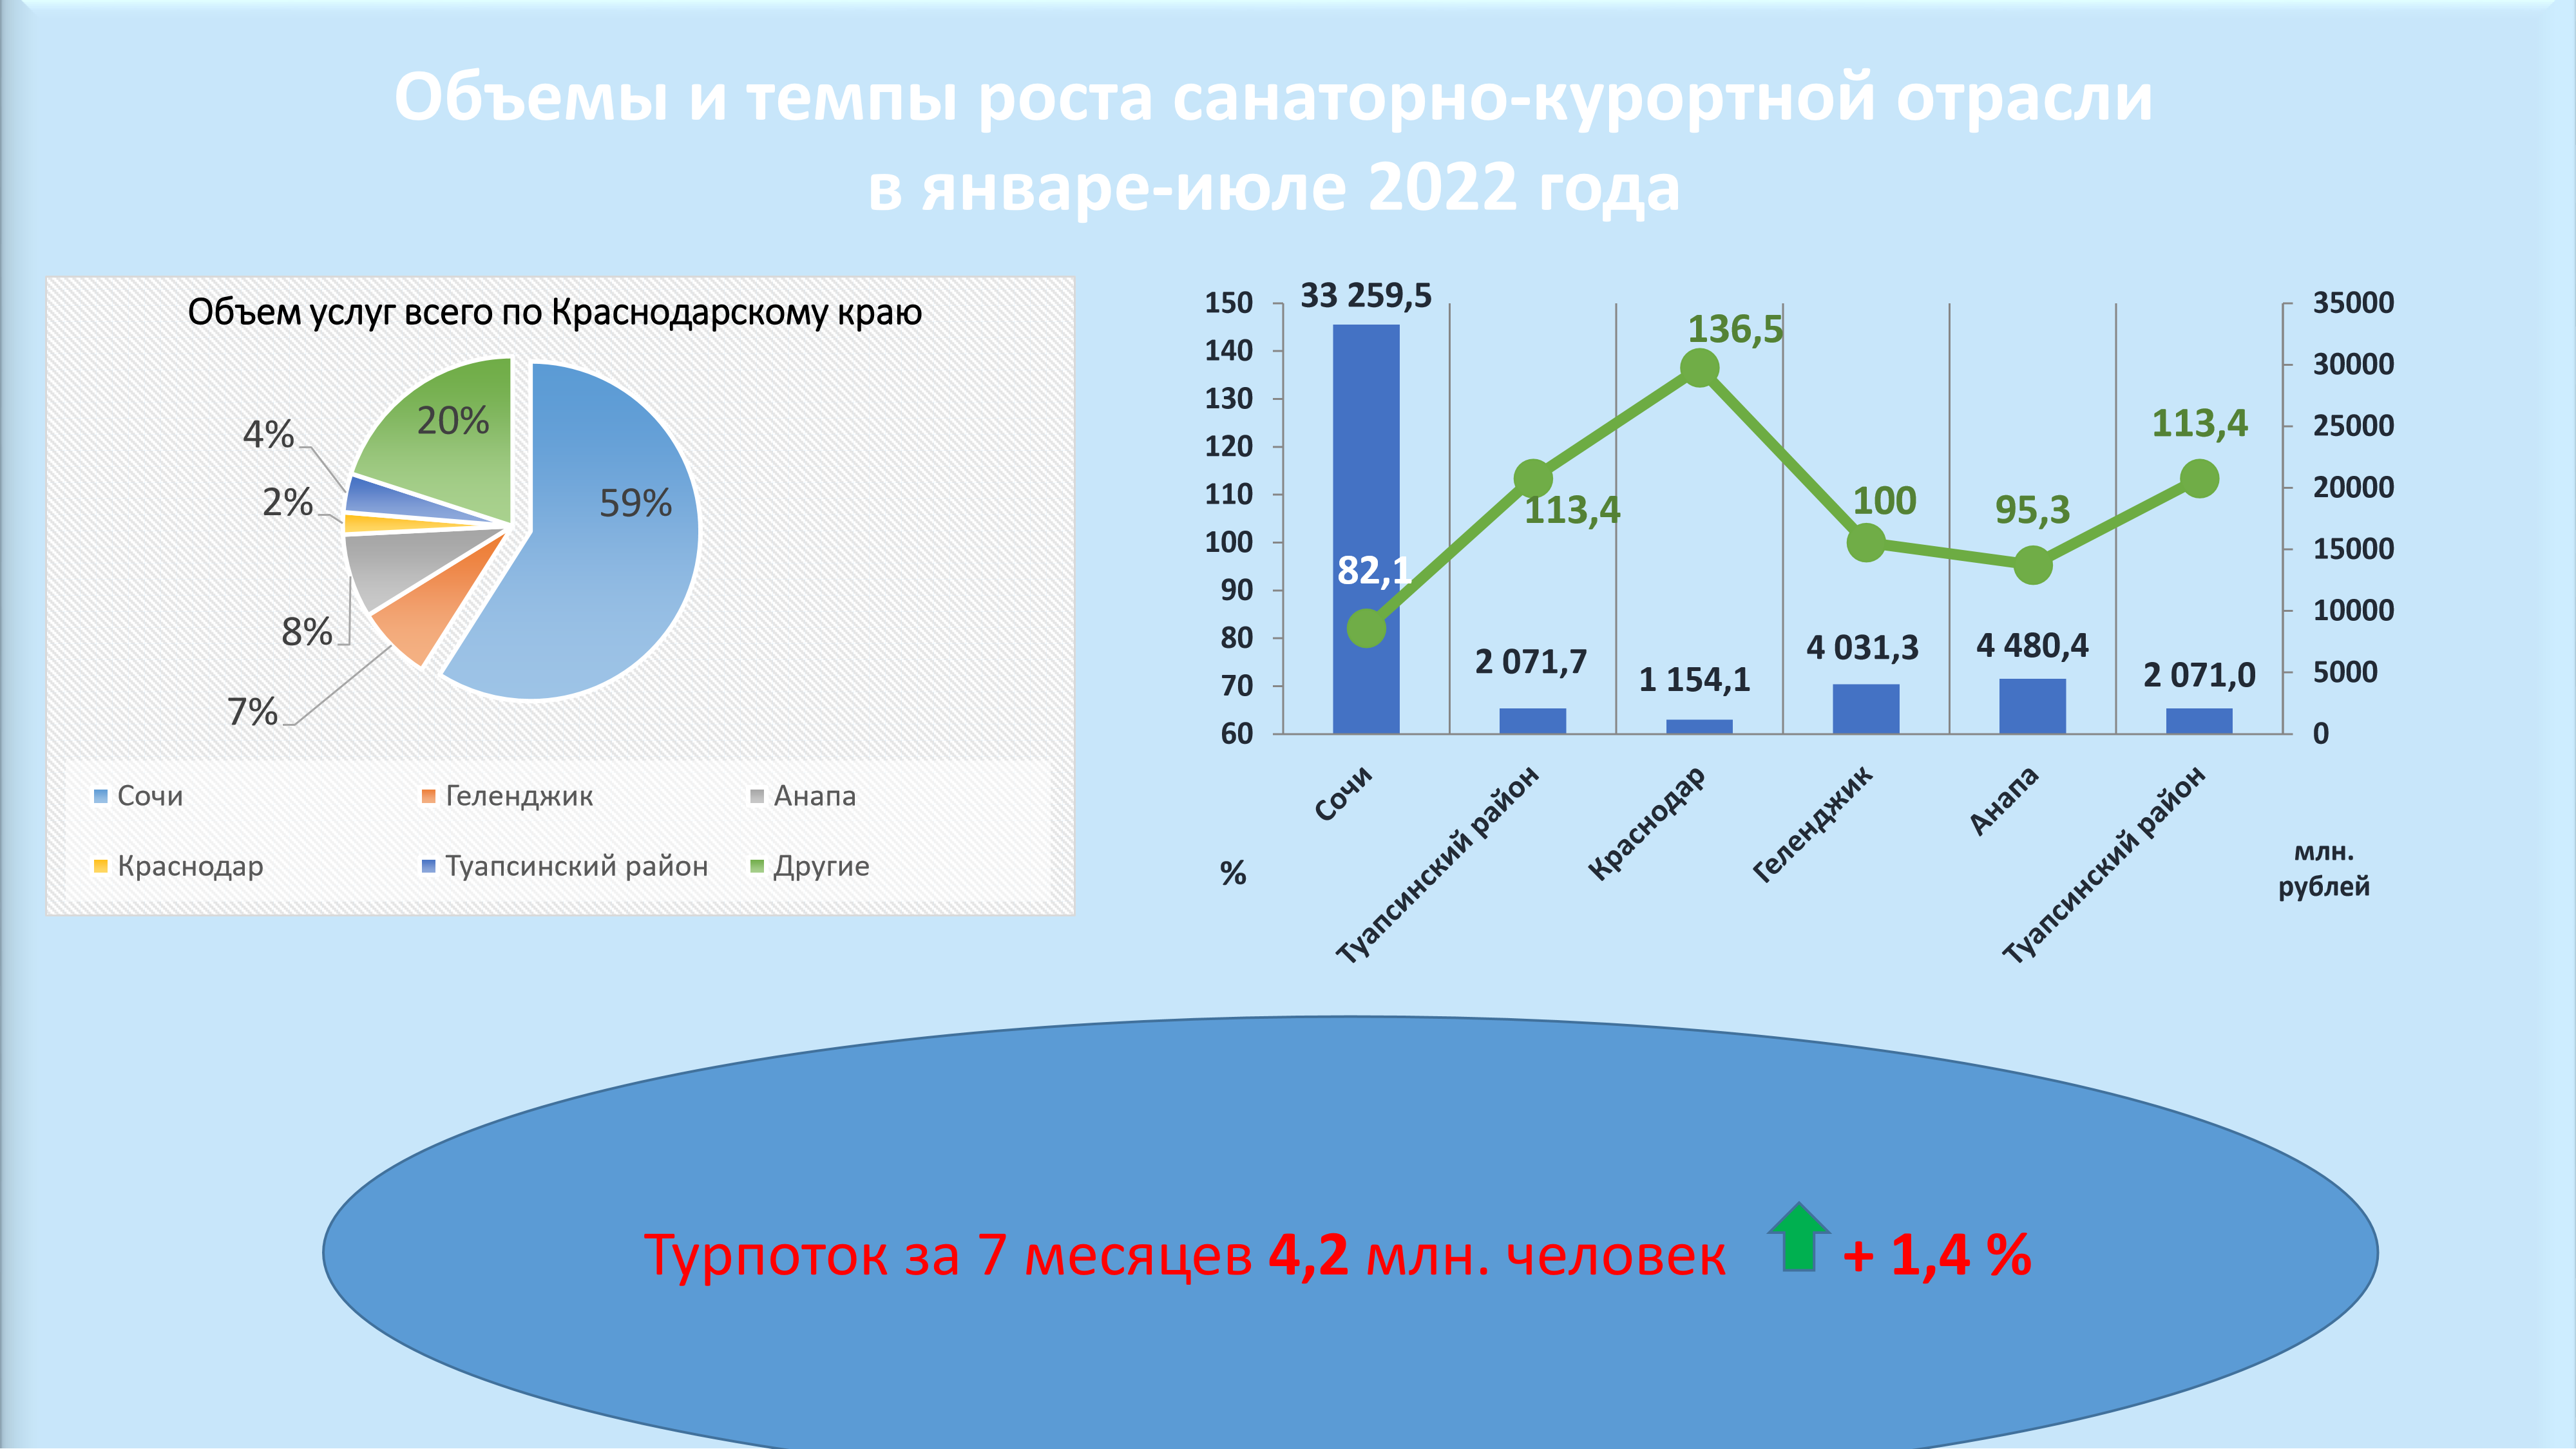 Объемы и темпы роста санаторно-курортной отрасли
в январе-июле 2022 года
Объем услуг всего по Краснодарскому краю
59%
7%
8%
2%
4%
20%
Сочи
Геленджик
Анапа
Краснодар
Туапсинский район
Другие
150
140
130
120
110
100
90
80
70
60
35000
30000
25000
20000
15000
10000
5000
0
33 259,5
2 071,7
1 154,1
4 031,3
4 480,4
2 071,0
82,1
113,4
136,5
100
95,3
113,4
Сочи
Туапсинский район
Краснодар
Геленджик
Анапа
Туапсинский район
%
млн.
рублей
Турпоток за 7 месяцев 4,2 млн. человек + 1,4 %